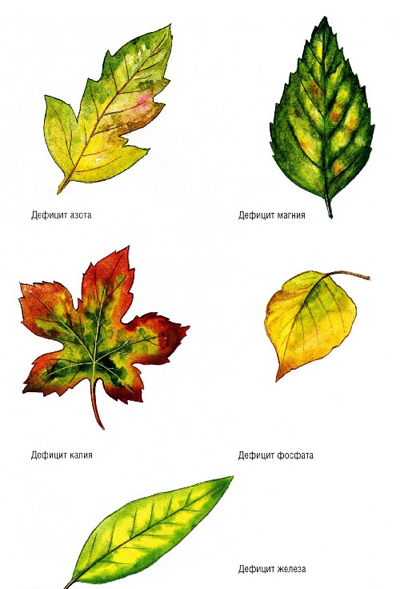 Дефицит азота
Дефицит магния
Дефицит калия
Дефицит фосфата
Дефицит железа